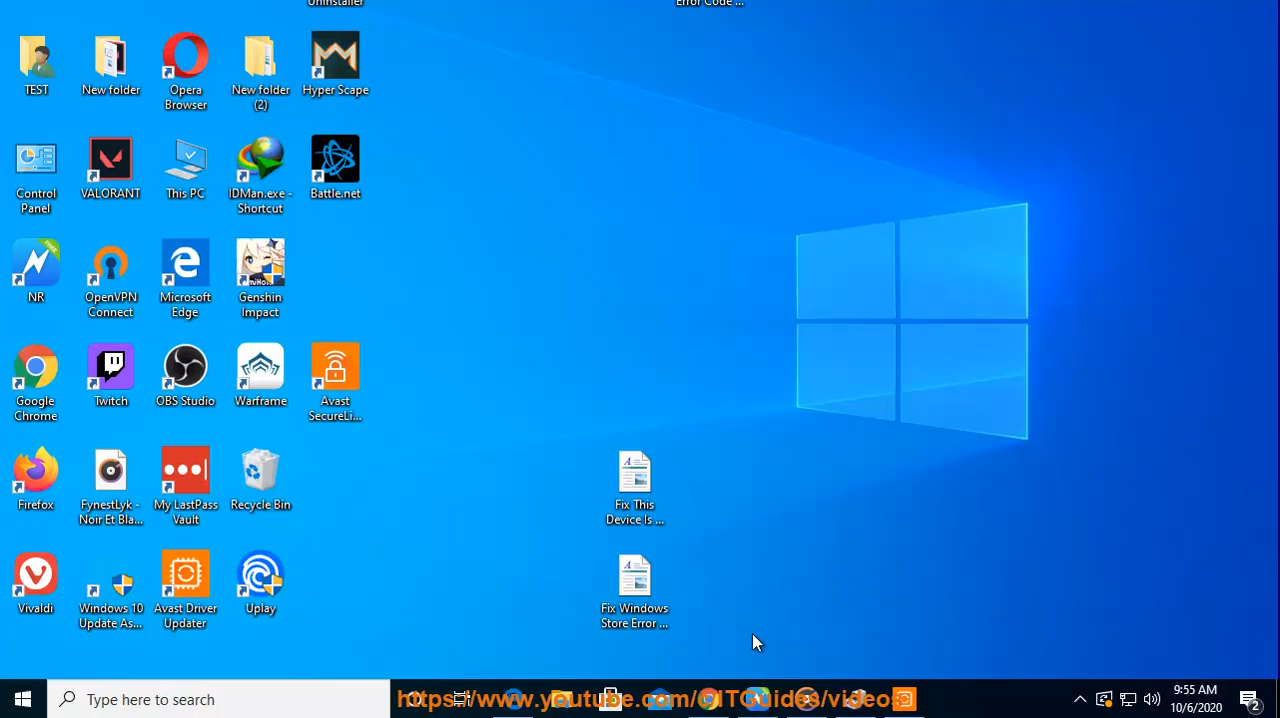 Uninstaller
Error Code ...
TEST
New folder
Opera
Browser
New folder
(2)
Hyper Scape
Control
Panel
VALORANT
This PC
IDMan.exe -
Shortcut
Battle.net
NR
OpenVPN
Connect
Microsoft
Edge
Genshin
Impact
Google
Chrome
Twitch
OBS Studio
Warframe
Avast
SecureLi...
Firefox
FynestLyk -
Noir Et Bla...
My LastPass
Vault
Recycle Bin
Fix This
Device Is ...
Vivaldi
Windows 10
Update As...
Avast Driver
Updater
Uplay
Fix Windows
Store Error ...
Type here to search
https://www.youtube.com/c/ITGuides/videos
9:55 AM
10/6/2020
2